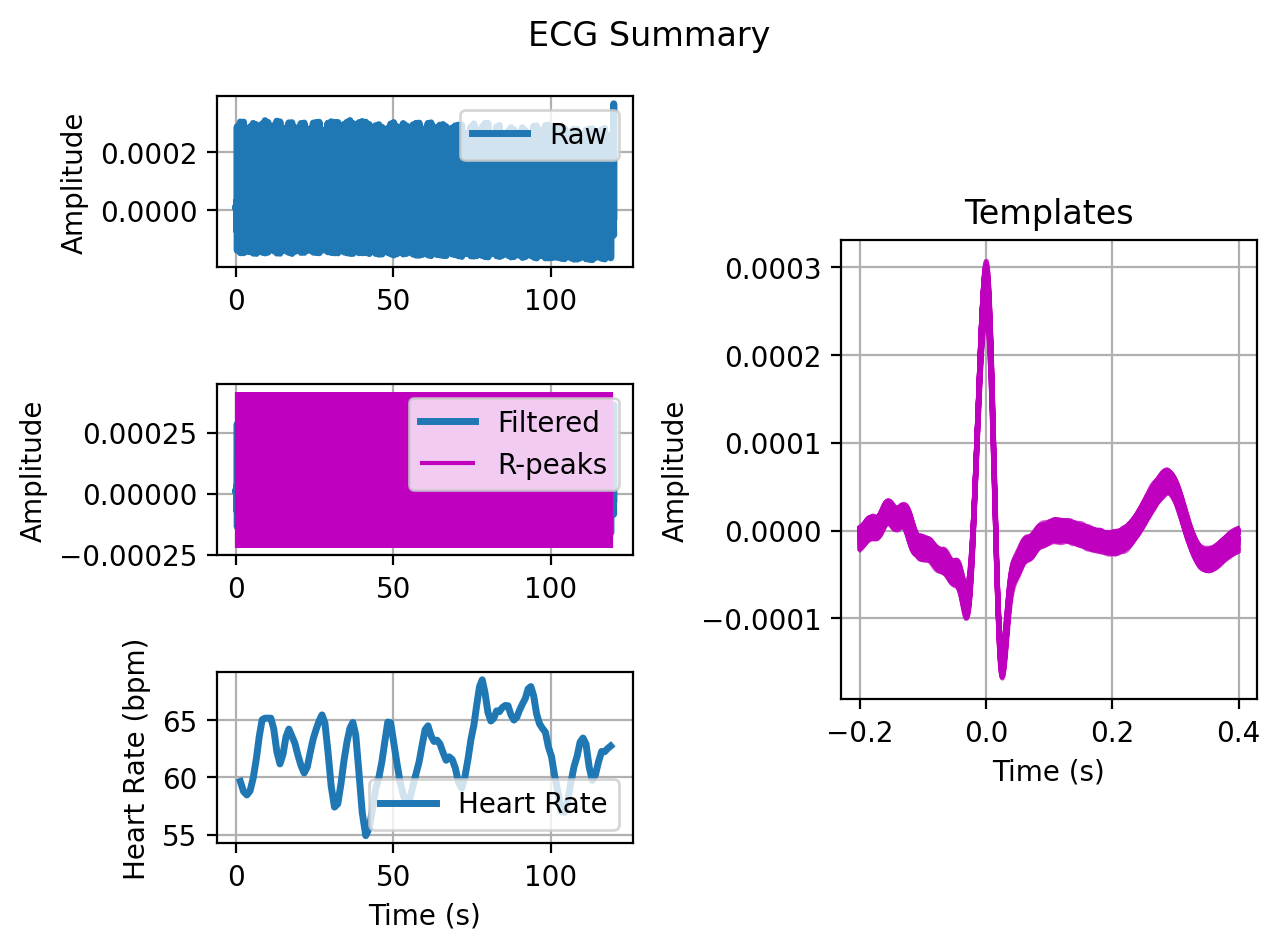 ECG Summary
Amplitude
0.0002
0.0000
Raw
0
50
100
Amplitude
0.00025
0.00000
−0.00025
Filtered
R-peaks
0
50
100
Heart Rate (bpm)
65
60
55
Heart Rate
0
50
100
Time (s)
Templates
Amplitude
0.0003
0.0002
0.0001
0.0000
−0.0001
−0.2
0.0
0.2
0.4
Time (s)